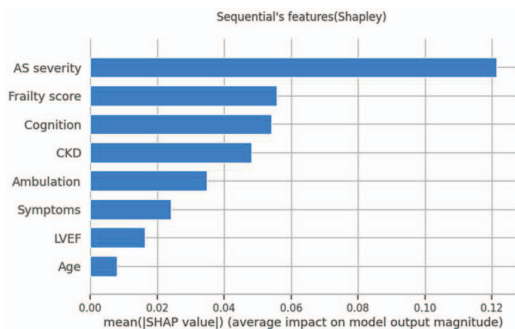 Sequential's features(Shapley)
AS severity
Frailty score
Cognition
CKD
Ambulation
Symptoms
LVEF
Age
0.00 0.02 0.04 0.06 0.08 0.10 0.12
mean(|SHAP value|) (average impact on model output magnitude)